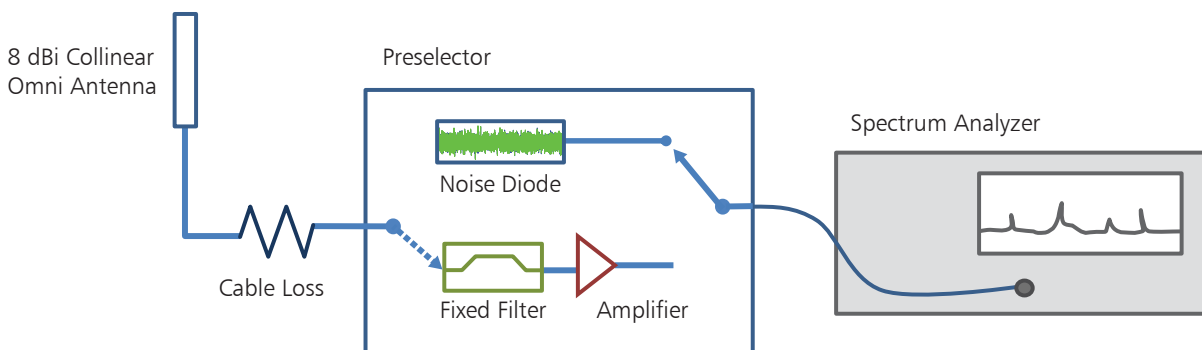 8 dBi Collinear
Omni Antenna
Preselector
Spectrum Analyzer
Noise Diode
Cable Loss
Fixed Filter
Amplifier